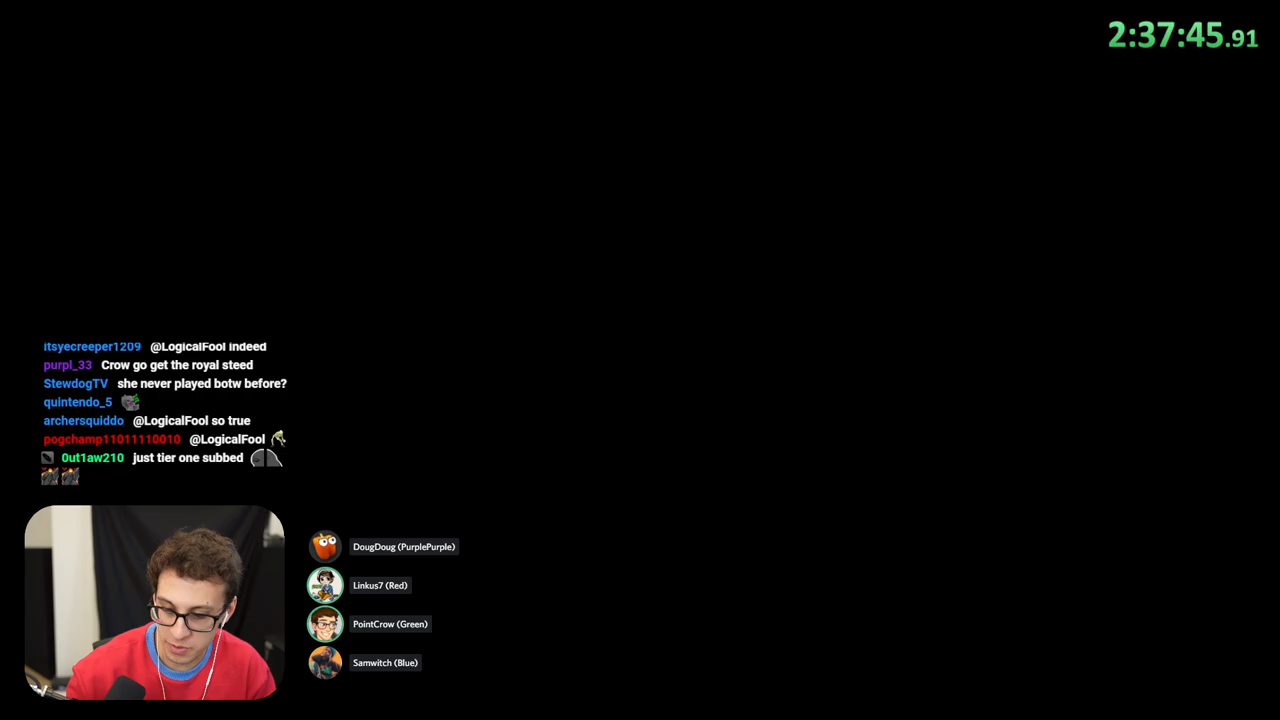 2:37:45.91
itsyecreeper1209 @LogicalFool indeed
purpl_33 Crow go get the royal steed
StewdogTV she never played botw before?
quintendo_5
archersquiddo @LogicalFool so true
pogchamp11011110010 @LogicalFool
0ut1aw210 just tier one subbed
DougDoug (PurplePurple)
Linkus7 (Red)
PointCrow (Green)
Samwitch (Blue)